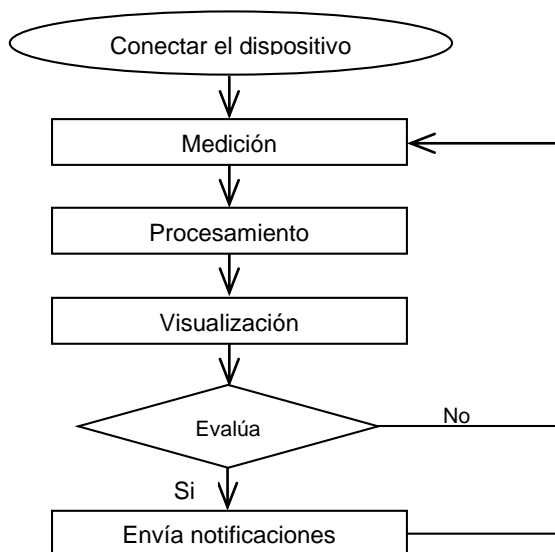 Conectar el dispositivo
Medición
Procesamiento
Visualización
Evalúa
No
Si
Envía notificaciones